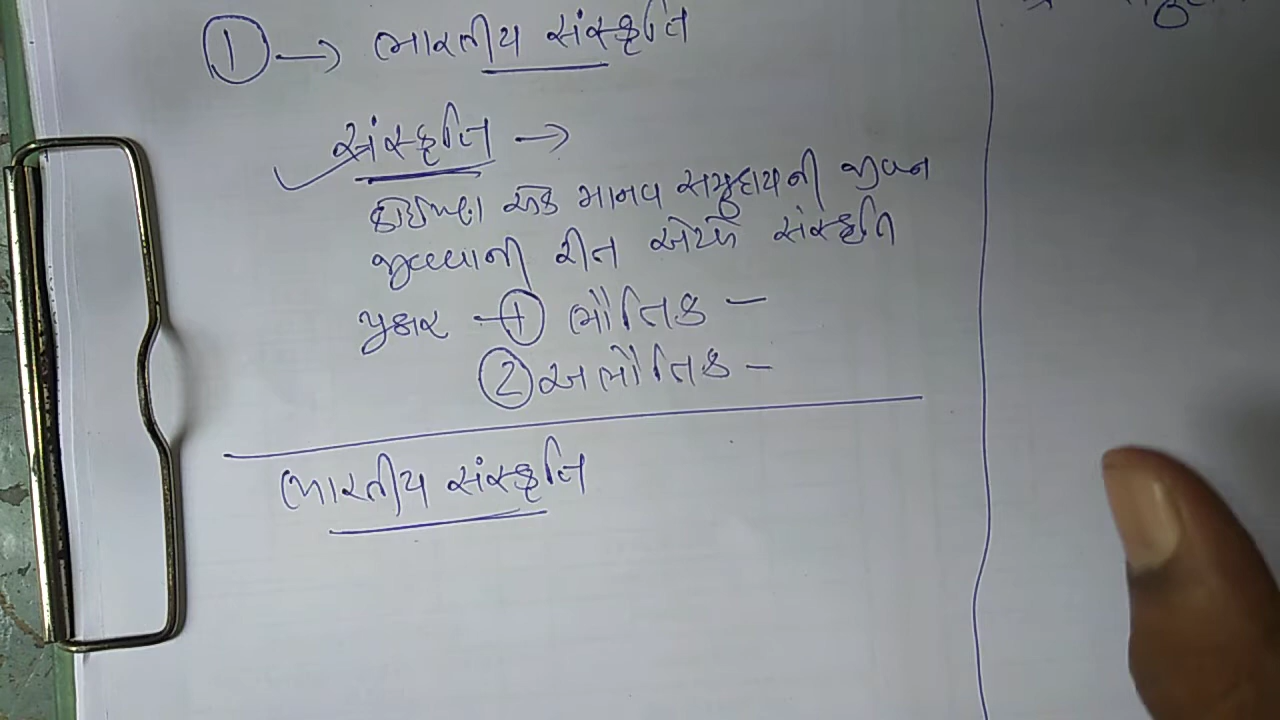 ① → ભારતીય સંસ્કૃતિ
સંસ્કૃતિ →
કોઈપણ એક માનવ સમુદાયની જીવન
જીવવાની રીત એટલે સંસ્કૃતિ
પ્રકાર - ① ભૌતિક -
② અભૌતિક -
ભારતીય સંસ્કૃતિ